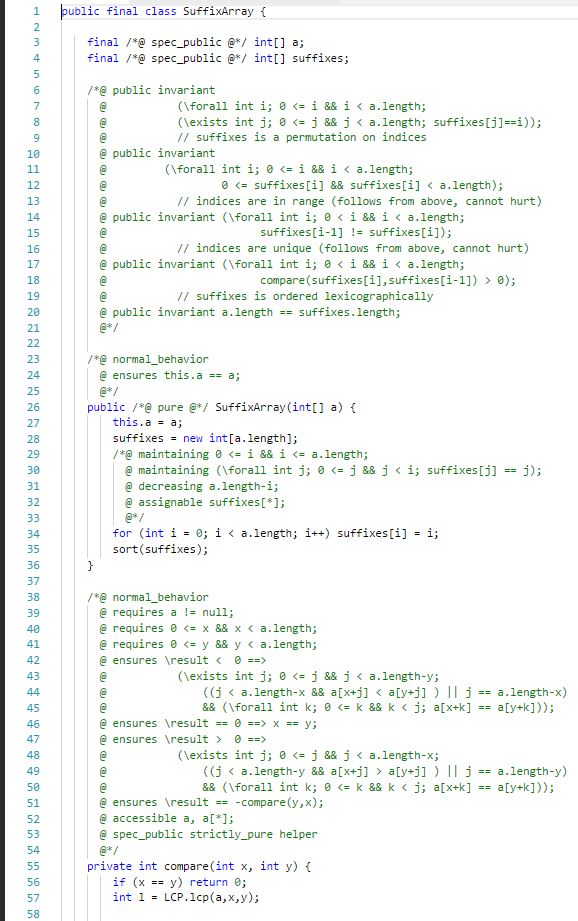 1 public final class SuffixArray {
2
3 final /*@ spec_public @*/ int[] a;
4 final /*@ spec_public @*/ int[] suffixes;
5
6 /*@ public invariant
7 @ (\forall int i; 0 <= i && i < a.length;
8 @ (\exists int j; 0 <= j && j < a.length; suffixes[j]==i));
9 @ // suffixes is a permutation on indices
10 @ public invariant
11 @ (\forall int i; 0 <= i && i < a.length;
12 @ 0 <= suffixes[i] && suffixes[i] < a.length);
13 @ // indices are in range (follows from above, cannot hurt)
14 @ public invariant (\forall int i; 0 < i && i < a.length;
15 @ suffixes[i-1] != suffixes[i]);
16 @ // indices are unique (follows from above, cannot hurt)
17 @ public invariant (\forall int i; 0 < i && i < a.length;
18 @ compare(suffixes[i],suffixes[i-1]) > 0);
19 @ // suffixes is ordered lexicographically
20 @ public invariant a.length == suffixes.length;
21 @*/
22
23 /*@ normal_behavior
24 @ ensures this.a == a;
25 @*/
26 public /*@ pure @*/ SuffixArray(int[] a) {
27 this.a = a;
28 suffixes = new int[a.length];
29 /*@ maintaining 0 <= i && i <= a.length;
30 @ maintaining (\forall int j; 0 <= j && j < i; suffixes[j] == j);
31 @ decreasing a.length-i;
32 @ assignable suffixes[*];
33 @*/
34 for (int i = 0; i < a.length; i++) suffixes[i] = i;
35 sort(suffixes);
36 }
37
38 /*@ normal_behavior
39 @ requires a != null;
40 @ requires 0 <= x && x < a.length;
41 @ requires 0 <= y && y < a.length;
42 @ ensures \result < 0 ==>
43 @ (\exists int j; 0 <= j && j < a.length-y;
44 @ ((j < a.length-x && a[x+j] < a[y+j] ) || j == a.length-x)
45 @ && (\forall int k; 0 <= k && k < j; a[x+k] == a[y+k]));
46 @ ensures \result == 0 ==> x == y;
47 @ ensures \result > 0 ==>
48 @ (\exists int j; 0 <= j && j < a.length-x;
49 @ ((j < a.length-y && a[x+j] > a[y+j] ) || j == a.length-y)
50 @ && (\forall int k; 0 <= k && k < j; a[x+k] == a[y+k]));
51 @ ensures \result == -compare(y,x);
52 @ accessible a, a[*];
53 @ spec_public strictly_pure helper
54 @*/
55 private int compare(int x, int y) {
56 if (x == y) return 0;
57 int l = LCP.lcp(a,x,y);
58